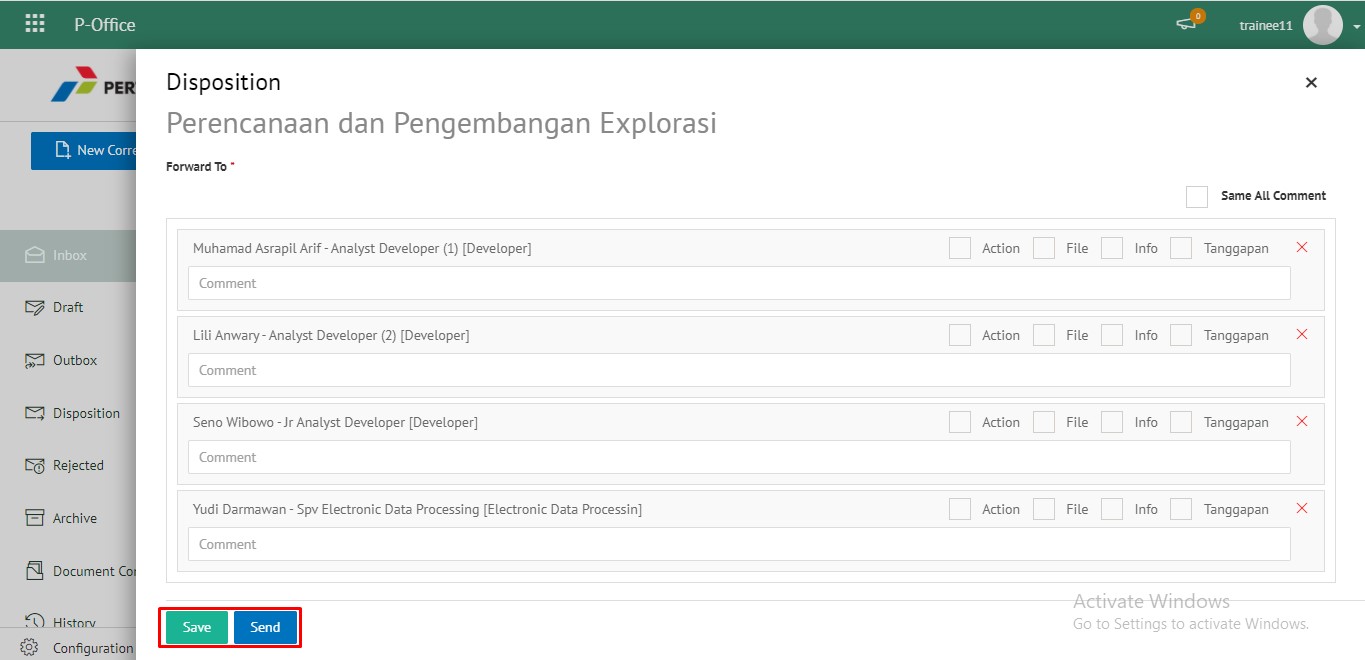 P-Office
0
trainee11
PER
New Corre
Inbox
Draft
Outbox
Disposition
Rejected
Archive
Document Cor
History
Configuration
Disposition
Perencanaan dan Pengembangan Explorasi
Forward To *
Same All Comment
Muhamad Asrapil Arif - Analyst Developer (1) [Developer] Action File Info Tanggapan
Comment
Lili Anwary - Analyst Developer (2) [Developer] Action File Info Tanggapan
Comment
Seno Wibowo - Jr Analyst Developer [Developer] Action File Info Tanggapan
Comment
Yudi Darmawan - Spv Electronic Data Processing [Electronic Data Processin] Action File Info Tanggapan
Comment
Save Send
Activate Windows
Go to Settings to activate Windows.